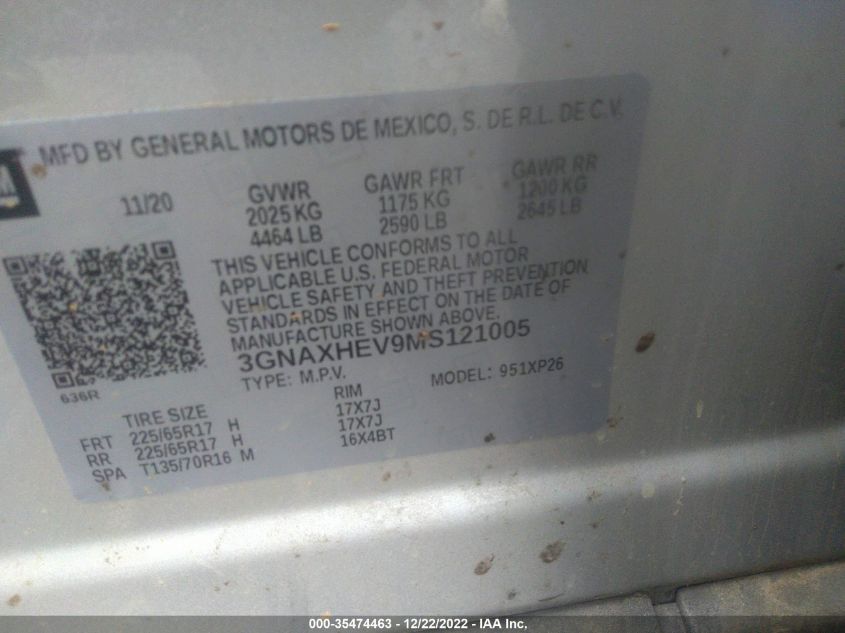 MFD BY GENERAL MOTORS DE MEXICO, S. DE R.L. DE C.V.
11/20 GVWR GAWR FRT GAWR RR
2025 KG 1175 KG 1200 KG
4464 LB 2590 LB 2645 LB
THIS VEHICLE CONFORMS TO ALL
APPLICABLE U.S. FEDERAL MOTOR
VEHICLE SAFETY AND THEFT PREVENTION
STANDARDS IN EFFECT ON THE DATE OF
MANUFACTURE SHOWN ABOVE.
3GNAXHEV9MS121005
TYPE: M.P.V. MODEL: 951XP26
636R
TIRE SIZE RIM
FRT 225/65R17 H 17X7J
RR 225/65R17 H 17X7J
SPA T135/70R16 M 16X4BT
000-35474463 - 12/22/2022 - IAA Inc.